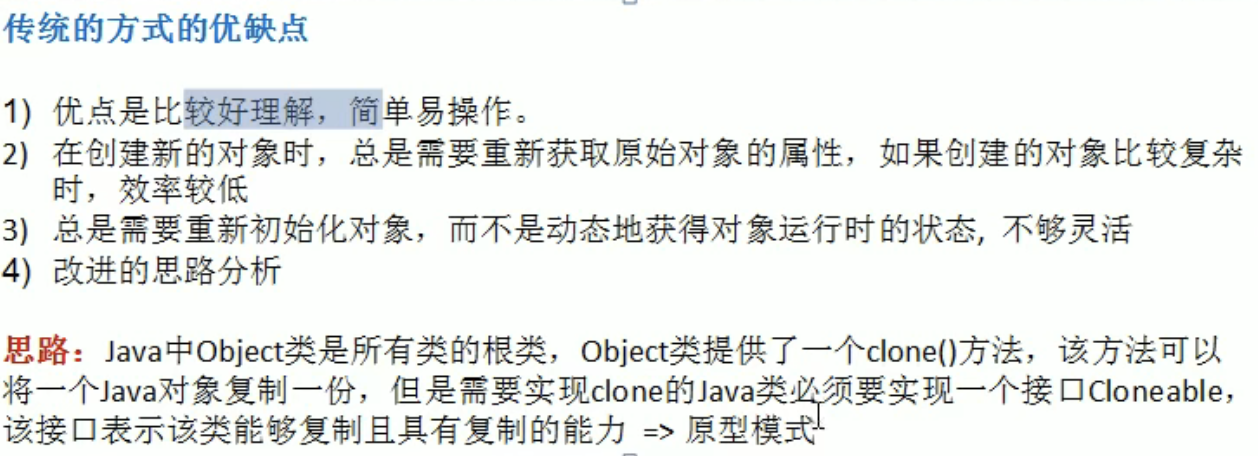 传统的方式的优缺点
1) 优点是比较好理解，简单易操作。
2) 在创建新的对象时，总是需要重新获取原始对象的属性，如果创建的对象比较复杂
时，效率较低
3) 总是需要重新初始化对象，而不是动态地获得对象运行时的状态, 不够灵活
4) 改进的思路分析
思路：Java中Object类是所有类的根类，Object类提供了一个clone()方法，该方法可以
将一个Java对象复制一份，但是需要实现clone的Java类必须要实现一个接口Cloneable，
该接口表示该类能够复制且具有复制的能力 => 原型模式